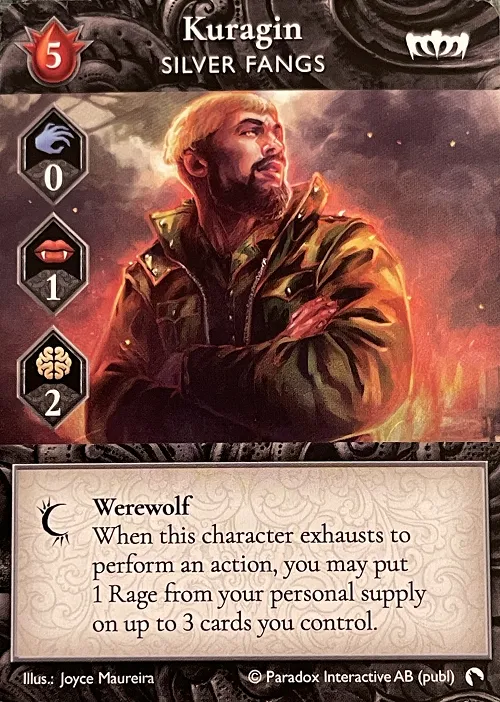 5
Kuragin
SILVER FANGS
0
1
2
Werewolf
When this character exhausts to
perform an action, you may put
1 Rage from your personal supply
on up to 3 cards you control.
Illus.: Joyce Maureira
© Paradox Interactive AB (publ)